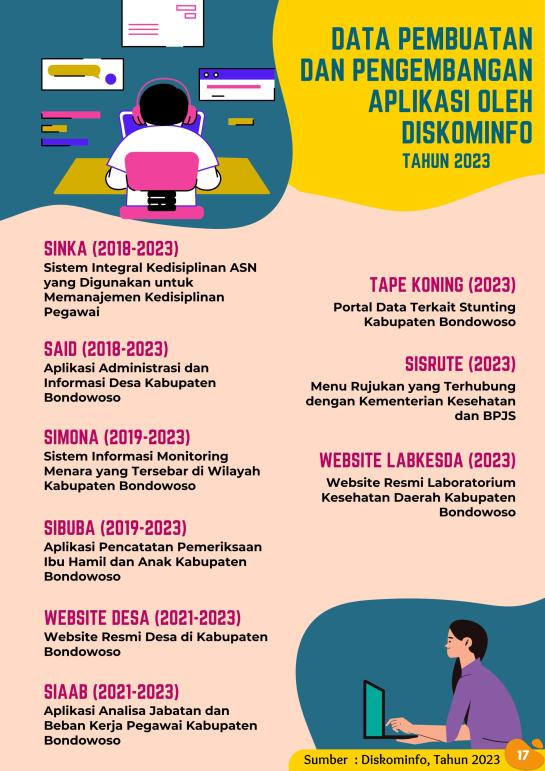 DATA PEMBUATAN
DAN PENGEMBANGAN
APLIKASI OLEH
DISKOMINFO
TAHUN 2023
SINKA (2018-2023)
Sistem Integral Kedisiplinan ASN
yang Digunakan untuk
Memanajemen Kedisiplinan
Pegawai
SAID (2018-2023)
Aplikasi Administrasi dan
Informasi Desa Kabupaten
Bondowoso
SIMONA (2019-2023)
Sistem Informasi Monitoring
Menara yang Tersebar di Wilayah
Kabupaten Bondowoso
SIBUBA (2019-2023)
Aplikasi Pencatatan Pemeriksaan
Ibu Hamil dan Anak Kabupaten
Bondowoso
WEBSITE DESA (2021-2023)
Website Resmi Desa di Kabupaten
Bondowoso
SIAAB (2021-2023)
Aplikasi Analisa Jabatan dan
Beban Kerja Pegawai Kabupaten
Bondowoso
TAPE KONING (2023)
Portal Data Terkait Stunting
Kabupaten Bondowoso
SISRUTE (2023)
Menu Rujukan yang Terhubung
dengan Kementerian Kesehatan
dan BPJS
WEBSITE LABKESDA (2023)
Website Resmi Laboratorium
Kesehatan Daerah Kabupaten
Bondowoso
Sumber : Diskominfo, Tahun 2023
17